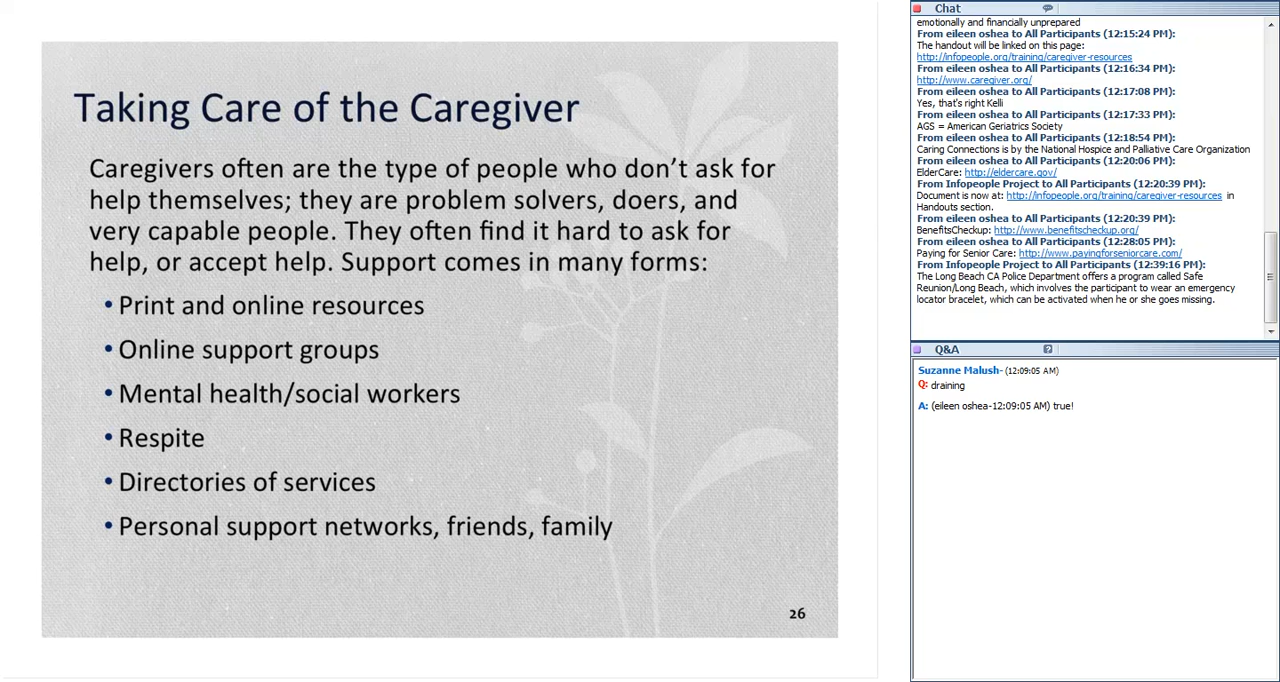 Taking Care of the Caregiver
Caregivers often are the type of people who don't ask for
help themselves; they are problem solvers, doers, and
very capable people. They often find it hard to ask for
help, or accept help. Support comes in many forms:
• Print and online resources
• Online support groups
• Mental health/social workers
• Respite
• Directories of services
• Personal support networks, friends, family
26
Chat
emotionally and financially unprepared
From eileen oshea to All Participants (12:15:24 PM):
The handout will be linked on this page:
http://infopeople.org/training/caregiver-resources
From eileen oshea to All Participants (12:16:34 PM):
http://www.caregiver.org/
From eileen oshea to All Participants (12:17:08 PM):
Yes, that's right Kelli
From eileen oshea to All Participants (12:17:33 PM):
AGS = American Geriatrics Society
From eileen oshea to All Participants (12:18:54 PM):
Caring Connections is by the National Hospice and Palliative Care Organization
From eileen oshea to All Participants (12:20:06 PM):
ElderCare: http://eldercare.gov/
From Infopeople Project to All Participants (12:20:39 PM):
Document is now at: http://infopeople.org/training/caregiver-resources in
Handouts section.
From eileen oshea to All Participants (12:20:39 PM):
BenefitsCheckup: http://www.benefitscheckup.org/
From eileen oshea to All Participants (12:28:05 PM):
Paying for Senior Care: http://www.payingforseniorcare.com/
From Infopeople Project to All Participants (12:39:16 PM):
The Long Beach CA Police Department offers a program called Safe
Reunion/Long Beach, which involves the participant to wear an emergency
locator bracelet, which can be activated when he or she goes missing.
Q&A
Suzanne Malush- (12:09:05 AM)
Q: draining
A: (eileen oshea-12:09:05 AM) true!